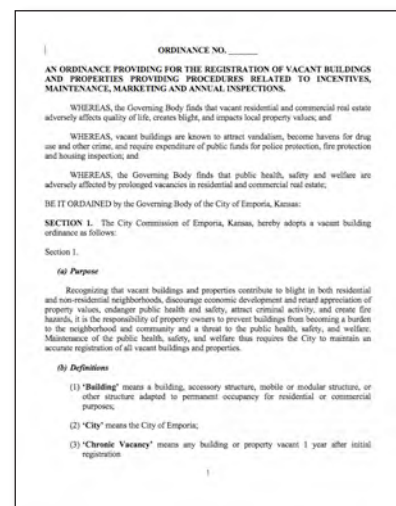 ORDINANCE NO. ______
AN ORDINANCE PROVIDING FOR THE REGISTRATION OF VACANT BUILDINGS
AND PROPERTIES PROVIDING PROCEDURES RELATED TO INCENTIVES,
MAINTENANCE, MARKETING AND ANNUAL INSPECTIONS.
WHEREAS, the Governing Body finds that vacant residential and commercial real estate
adversely affects quality of life, creates blight, and impacts local property values; and
WHEREAS, vacant buildings are known to attract vandalism, become havens for drug
use and other crime, and require expenditure of public funds for police protection, fire protection
and housing inspection; and
WHEREAS, the Governing Body finds that public health, safety and welfare are
adversely affected by prolonged vacancies in residential and commercial real estate;
BE IT ORDAINED by the Governing Body of the City of Emporia, Kansas:
SECTION 1. The City Commission of Emporia, Kansas, hereby adopts a vacant building
ordinance as follows:
Section 1.
(a) Purpose
Recognizing that vacant buildings and properties contribute to blight in both residential
and non-residential neighborhoods, discourage economic development and retard appreciation of
property values, endanger public health and safety, attract criminal activity, and create fire
hazards, it is the responsibility of property owners to prevent buildings from becoming a burden
to the neighborhood and community and a threat to the public health, safety, and welfare.
Maintenance of the public health, safety, and welfare thus requires the City to maintain an
accurate registration of all vacant buildings and properties.
(b) Definitions
(1) 'Building' means a building, accessory structure, mobile or modular structure, or
other structure adapted to permanent occupancy for residential or commercial
purposes;
(2) 'City' means the City of Emporia;
(3) 'Chronic Vacancy' means any building or property vacant 1 year after initial
registration
1